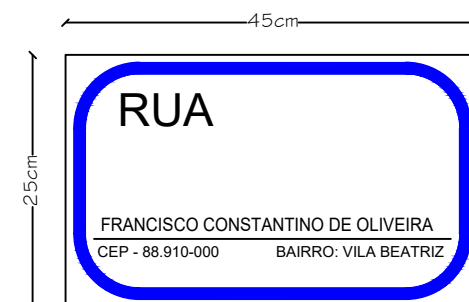 45cm
25cm
RUA
FRANCISCO CONSTANTINO DE OLIVEIRA
CEP - 88.910-000 BAIRRO: VILA BEATRIZ